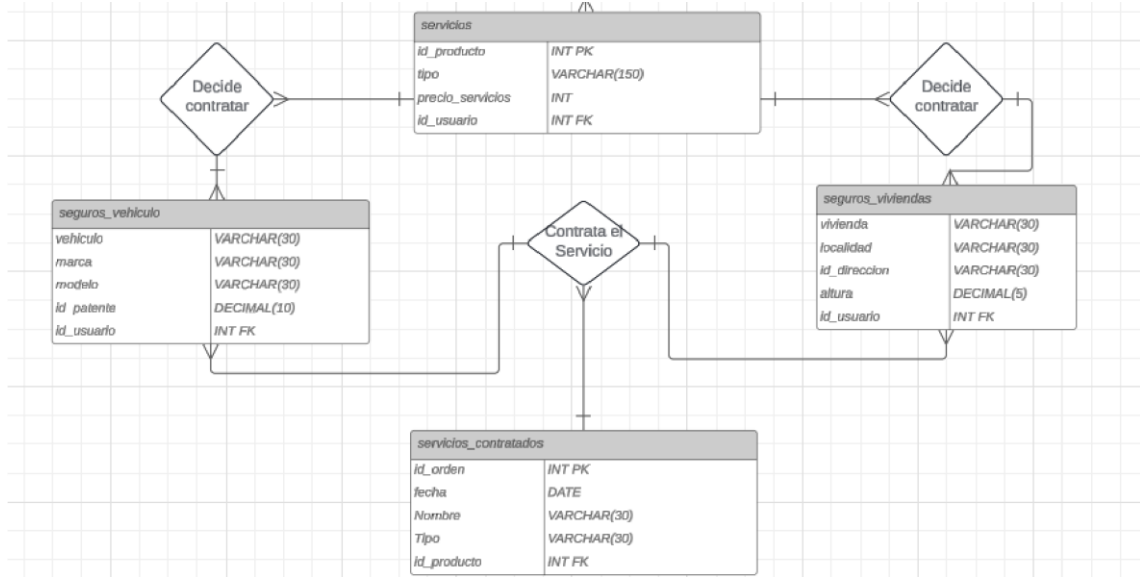 servicios
id_producto INT PK
tipo VARCHAR(150)
precio_servicios INT
id_usuario INT FK
Decide
contratar
Decide
contratar
seguros_vehiculo
vehiculo VARCHAR(30)
marca VARCHAR(30)
modelo VARCHAR(30)
id_patente DECIMAL(10)
id_usuario INT FK
Contrata el
Servicio
seguros_viviendas
vivienda VARCHAR(30)
localidad VARCHAR(30)
id_direccion VARCHAR(30)
altura DECIMAL(5)
id_usuario INT FK
servicios_contratados
id_orden INT PK
fecha DATE
Nombre VARCHAR(30)
Tipo VARCHAR(30)
id_producto INT FK